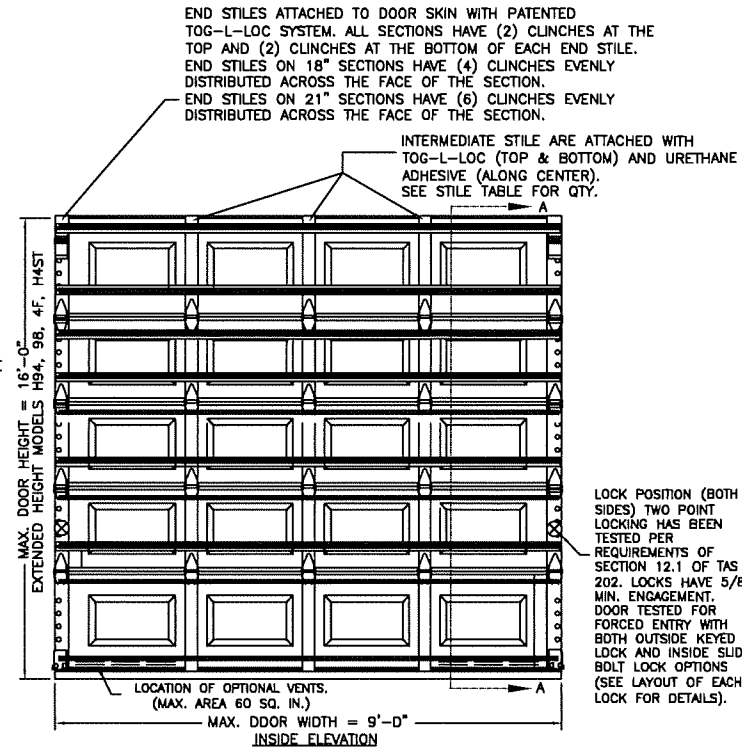 END STILES ATTACHED TO DOOR SKIN WITH PATENTED
TOG-L-LOC SYSTEM. ALL SECTIONS HAVE (2) CLINCHES AT THE
TOP AND (2) CLINCHES AT THE BOTTOM OF EACH END STILE.
END STILES ON 18" SECTIONS HAVE (4) CLINCHES EVENLY
DISTRIBUTED ACROSS THE FACE OF THE SECTION.
END STILES ON 21" SECTIONS HAVE (6) CLINCHES EVENLY
DISTRIBUTED ACROSS THE FACE OF THE SECTION.
INTERMEDIATE STILE ARE ATTACHED WITH
TOG-L-LOC (TOP & BOTTOM) AND URETHANE
ADHESIVE (ALONG CENTER).
SEE STILE TABLE FOR QTY.
A
MAX. DOOR HEIGHT = 16'-0"
EXTENDED HEIGHT MODELS H94, 98, 4F, H4ST
LOCK POSITION (BOTH
SIDES) TWO POINT
LOCKING HAS BEEN
TESTED PER
REQUIREMENTS OF
SECTION 12.1 OF TAS
202. LOCKS HAVE 5/8
MIN. ENGAGEMENT.
DOOR TESTED FOR
FORCED ENTRY WITH
BOTH OUTSIDE KEYED
LOCK AND INSIDE SLID
BOLT LOCK OPTIONS
(SEE LAYOUT OF EACH
LOCK FOR DETAILS).
A
LOCATION OF OPTIONAL VENTS.
(MAX. AREA 60 SQ. IN.)
MAX. DOOR WIDTH = 9'-0"
INSIDE ELEVATION